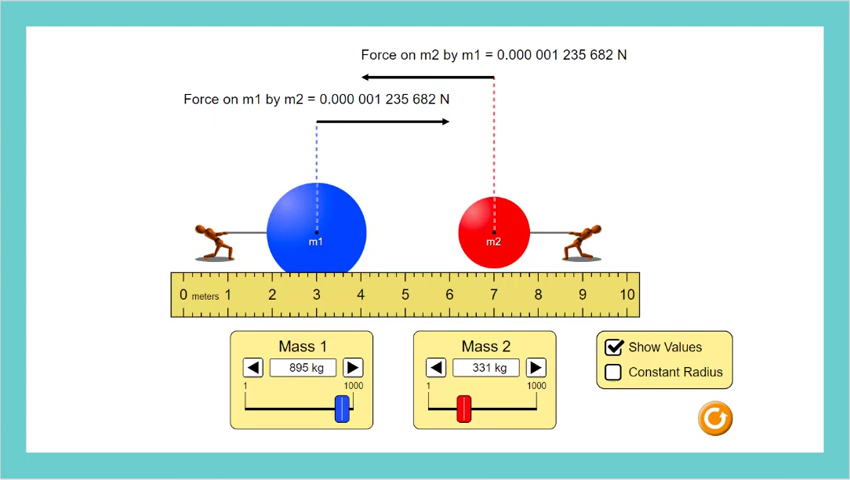 Force on m2 by m1 = 0.000 001 235 682 N
Force on m1 by m2 = 0.000 001 235 682 N
m1
m2
0 meters 1 2 3 4 5 6 7 8 9 10
Mass 1
895 kg
1 1000
Mass 2
331 kg
1 1000
Show Values
Constant Radius